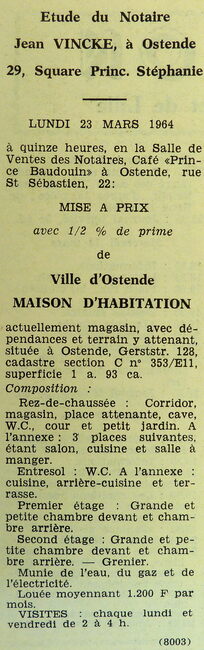 Etude du Notaire
Jean VINCKE, à Ostende
29, Square Princ. Stéphanie
LUNDI 23 MARS 1964
à quinze heures, en la Salle de
Ventes des Notaires, Café «Prin-
ce Baudouin» à Ostende, rue
St Sébastien, 22:
MISE A PRIX
avec 1/2 % de prime
de
Ville d'Ostende
MAISON D'HABITATION
actuellement magasin, avec dé-
pendances et terrain y attenant,
située à Ostende, Gerststr. 128,
cadastre section C n° 353/E11,
superficie 1 a. 93 ca.
Composition :
Rez-de-chaussée : Corridor,
magasin, place attenante, cave,
W.C., cour et petit jardin. A
l'annexe : 3 places suivantes,
étant salon, cuisine et salle à
manger.
Entresol : W.C. A l'annexe :
cuisine, arrière-cuisine et ter-
rasse.
Premier étage : Grande et
petite chambre devant et cham-
bre arrière.
Second étage : Grande et pe-
tite chambre devant et cham-
bre arrière. — Grenier.
Munie de l'eau, du gaz et de
l'électricité.
Louée moyennant 1.200 F par
mois.
VISITES : chaque lundi et
vendredi de 2 à 4 h.
(8003)